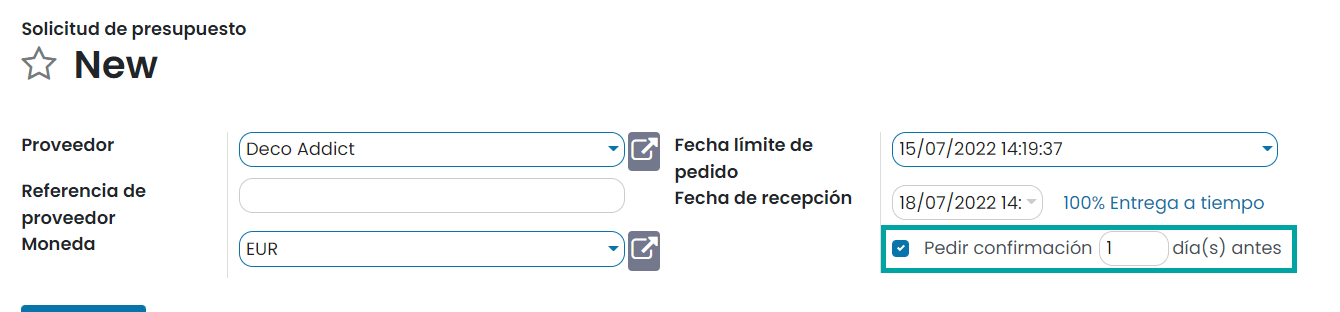 Solicitud de presupuesto
New
Proveedor
Deco Addict
Referencia de
proveedor
Moneda
EUR
Fecha límite de
pedido
15/07/2022 14:19:37
Fecha de recepción
18/07/2022 14:
100% Entrega a tiempo
Pedir confirmación 1 día(s) antes